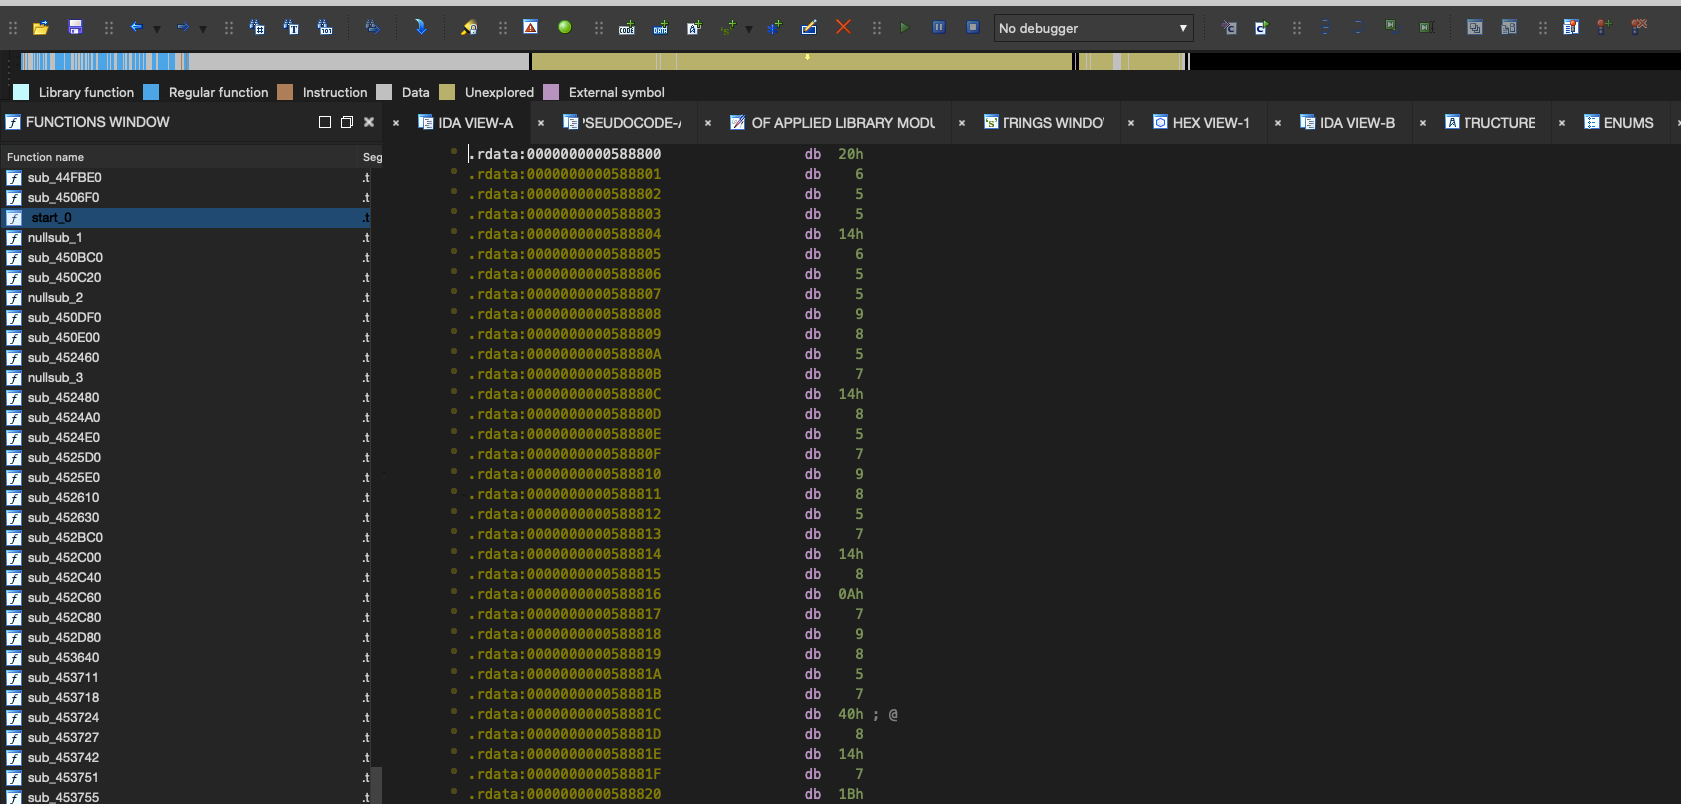 No debugger
Library function Regular function Instruction Data Unexplored External symbol
FUNCTIONS WINDOW
IDA VIEW-A
PSEUDOCODE-A
OF APPLIED LIBRARY MODU
TRINGS WINDO
HEX VIEW-1
IDA VIEW-B
TRUCTURE
ENUMS
Function name Seg
sub_44FBE0 .t
sub_4506F0 .t
start_0 .t
nullsub_1 .t
sub_450BC0 .t
sub_450C20 .t
nullsub_2 .t
sub_450DF0 .t
sub_450E00 .t
sub_452460 .t
nullsub_3 .t
sub_452480 .t
sub_4524A0 .t
sub_4524E0 .t
sub_4525D0 .t
sub_4525E0 .t
sub_452610 .t
sub_452630 .t
sub_452BC0 .t
sub_452C00 .t
sub_452C40 .t
sub_452C60 .t
sub_452C80 .t
sub_452D80 .t
sub_453640 .t
sub_453711 .t
sub_453718 .t
sub_453724 .t
sub_453727 .t
sub_453742 .t
sub_453751 .t
sub_453755 .t
.rdata:0000000000588800 db 20h
.rdata:0000000000588801 db 6
.rdata:0000000000588802 db 5
.rdata:0000000000588803 db 5
.rdata:0000000000588804 db 14h
.rdata:0000000000588805 db 6
.rdata:0000000000588806 db 5
.rdata:0000000000588807 db 5
.rdata:0000000000588808 db 9
.rdata:0000000000588809 db 8
.rdata:000000000058880A db 5
.rdata:000000000058880B db 7
.rdata:000000000058880C db 14h
.rdata:000000000058880D db 8
.rdata:000000000058880E db 5
.rdata:000000000058880F db 7
.rdata:0000000000588810 db 9
.rdata:0000000000588811 db 8
.rdata:0000000000588812 db 5
.rdata:0000000000588813 db 7
.rdata:0000000000588814 db 14h
.rdata:0000000000588815 db 8
.rdata:0000000000588816 db 0Ah
.rdata:0000000000588817 db 7
.rdata:0000000000588818 db 9
.rdata:0000000000588819 db 8
.rdata:000000000058881A db 5
.rdata:000000000058881B db 7
.rdata:000000000058881C db 40h ; @
.rdata:000000000058881D db 8
.rdata:000000000058881E db 14h
.rdata:000000000058881F db 7
.rdata:0000000000588820 db 1Bh